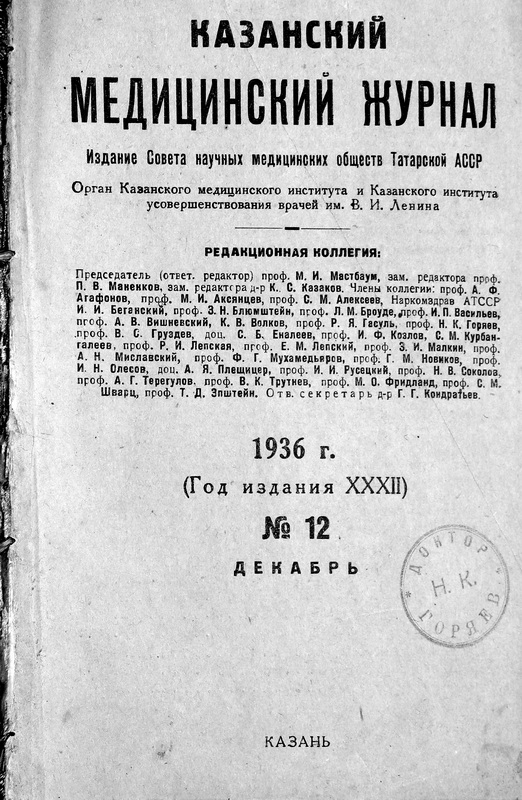 КАЗАНСКИЙ
МЕДИЦИНСКИЙ ЖУРНАЛ
Издание Совета научных медицинских обществ Татарской АССР
Орган Казанского медицинского института и Казанского института
усовершенствования врачей им. В. И. Ленина
РЕДАКЦИОННАЯ КОЛЛЕГИЯ:
Председатель (ответ. редактор) проф. М. И. Мастбаум, зам. редактора проф.
П. В. Маненков, зам. редактора д-р К. С. Казаков. Члены коллегии: проф. А. Ф.
Агафонов, проф. М. И. Аксянцев, проф. С. М. Алексеев, Наркомздрав АТССР
И. И. Беганский, проф. З. Н. Блюмштейн, проф. Л. М. Броуде, проф. И. П. Васильев,
проф. А. В. Вишневский, К. В. Волков, проф. Р. Я. Гасуль, проф. Н. К. Горяев,
проф. В. С. Груздев, доц. С. Б. Еналеев, проф. И. Ф. Козлов, С. М. Курбан-
галеев, проф. Р. И. Лепская, проф. Е. М. Лепский, проф. З. И. Малкин, проф.
А. Н. Миславский, проф. Ф. Г. Мухамедьяров, проф. Г. М. Новиков, проф.
И. Н. Олесов, доц. А. Я. Плещицер, проф. И. И. Русецкий, проф. Н. В. Соколов,
проф. А. Г. Терегулов, проф. В. К. Трутнев, проф. М. О. Фридланд, проф. С. М.
Шварц, проф. Т. Д. Эпштейн. Отв. секретарь д-р Г. Г. Кондратьев.
1936 г.
(Год издания XXXII)
№ 12
ДЕКАБРЬ
ДОКТОР
Н. К.
ГОРЯЕВ
КАЗАНЬ